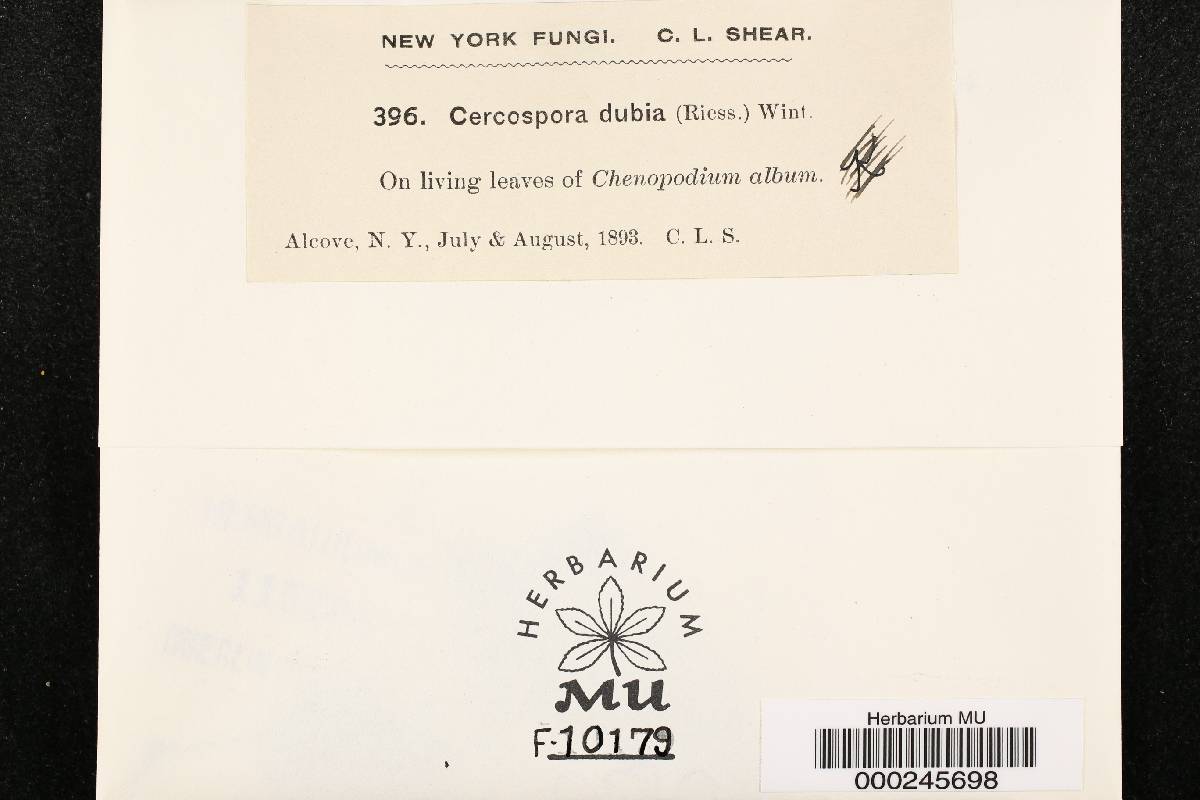 NEW YORK FUNGI. C. L. SHEAR.
396. Cercospora dubia (Riess.) Wint.
On living leaves of Chenopodium album.
Alcove, N. Y., July & August, 1893. C. L. S.
HERBARIUM
MU
F-10179
Herbarium MU
000245698